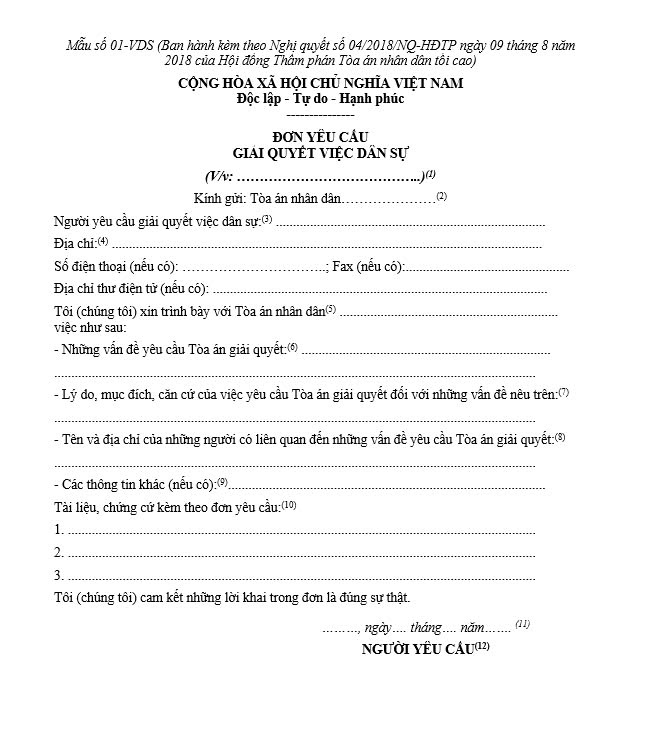 Mẫu số 01-VDS (Ban hành kèm theo Nghị quyết số 04/2018/NQ-HĐTP ngày 09 tháng 8 năm
2018 của Hội đồng Thẩm phán Tòa án nhân dân tối cao)
CỘNG HÒA XÃ HỘI CHỦ NGHĨA VIỆT NAM
Độc lập - Tự do - Hạnh phúc
---------------
ĐƠN YÊU CẦU
GIẢI QUYẾT VIỆC DÂN SỰ
(V/v: …………………………………..)(1)
Kính gửi: Tòa án nhân dân…………………(2)
Người yêu cầu giải quyết việc dân sự:(3) ..................................................................................
Địa chỉ:(4) ...................................................................................................................................
Số điện thoại (nếu có): ………………………….; Fax (nếu có):..................................................
Địa chỉ thư điện tử (nếu có): ......................................................................................................
Tôi (chúng tôi) xin trình bày với Tòa án nhân dân(5) ...................................................................
việc như sau:
- Những vấn đề yêu cầu Tòa án giải quyết:(6) ............................................................................
...................................................................................................................................................
- Lý do, mục đích, căn cứ của việc yêu cầu Tòa án giải quyết đối với những vấn đề nêu trên:(7)
...................................................................................................................................................
- Tên và địa chỉ của những người có liên quan đến những vấn đề yêu cầu Tòa án giải quyết:(8)
...................................................................................................................................................
- Các thông tin khác (nếu có):(9).................................................................................................
Tài liệu, chứng cứ kèm theo đơn yêu cầu:(10)
1. ...............................................................................................................................................
2. ...............................................................................................................................................
3. ...............................................................................................................................................
Tôi (chúng tôi) cam kết những lời khai trong đơn là đúng sự thật.
………, ngày…. tháng…. năm……. (11)
NGƯỜI YÊU CẦU(12)